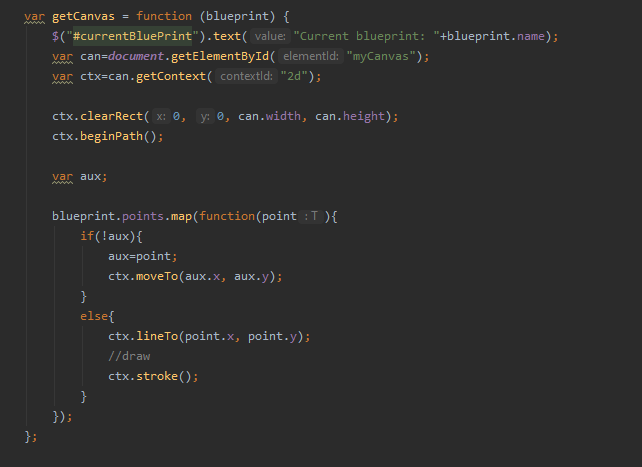 var getCanvas = function (blueprint) {
$("#currentBluePrint").text( value: "Current blueprint: "+blueprint.name);
var can=document.getElementById( elementId: "myCanvas");
var ctx=can.getContext( contextId: "2d");
ctx.clearRect( x: 0, y: 0, can.width, can.height);
ctx.beginPath();
var aux;
blueprint.points.map(function(point : T ){
if(!aux){
aux=point;
ctx.moveTo(aux.x, aux.y);
}
else{
ctx.lineTo(point.x, point.y);
//draw
ctx.stroke();
}
});
};